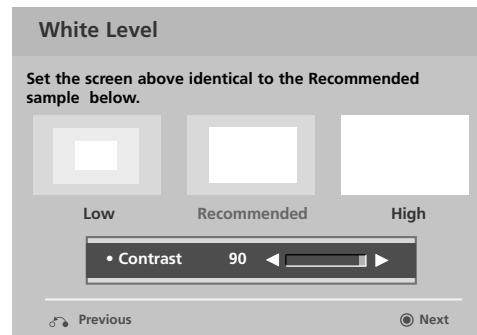 White Level
Set the screen above identical to the Recommended
sample below.
Low Recommended High
• Contrast 90
Previous Next